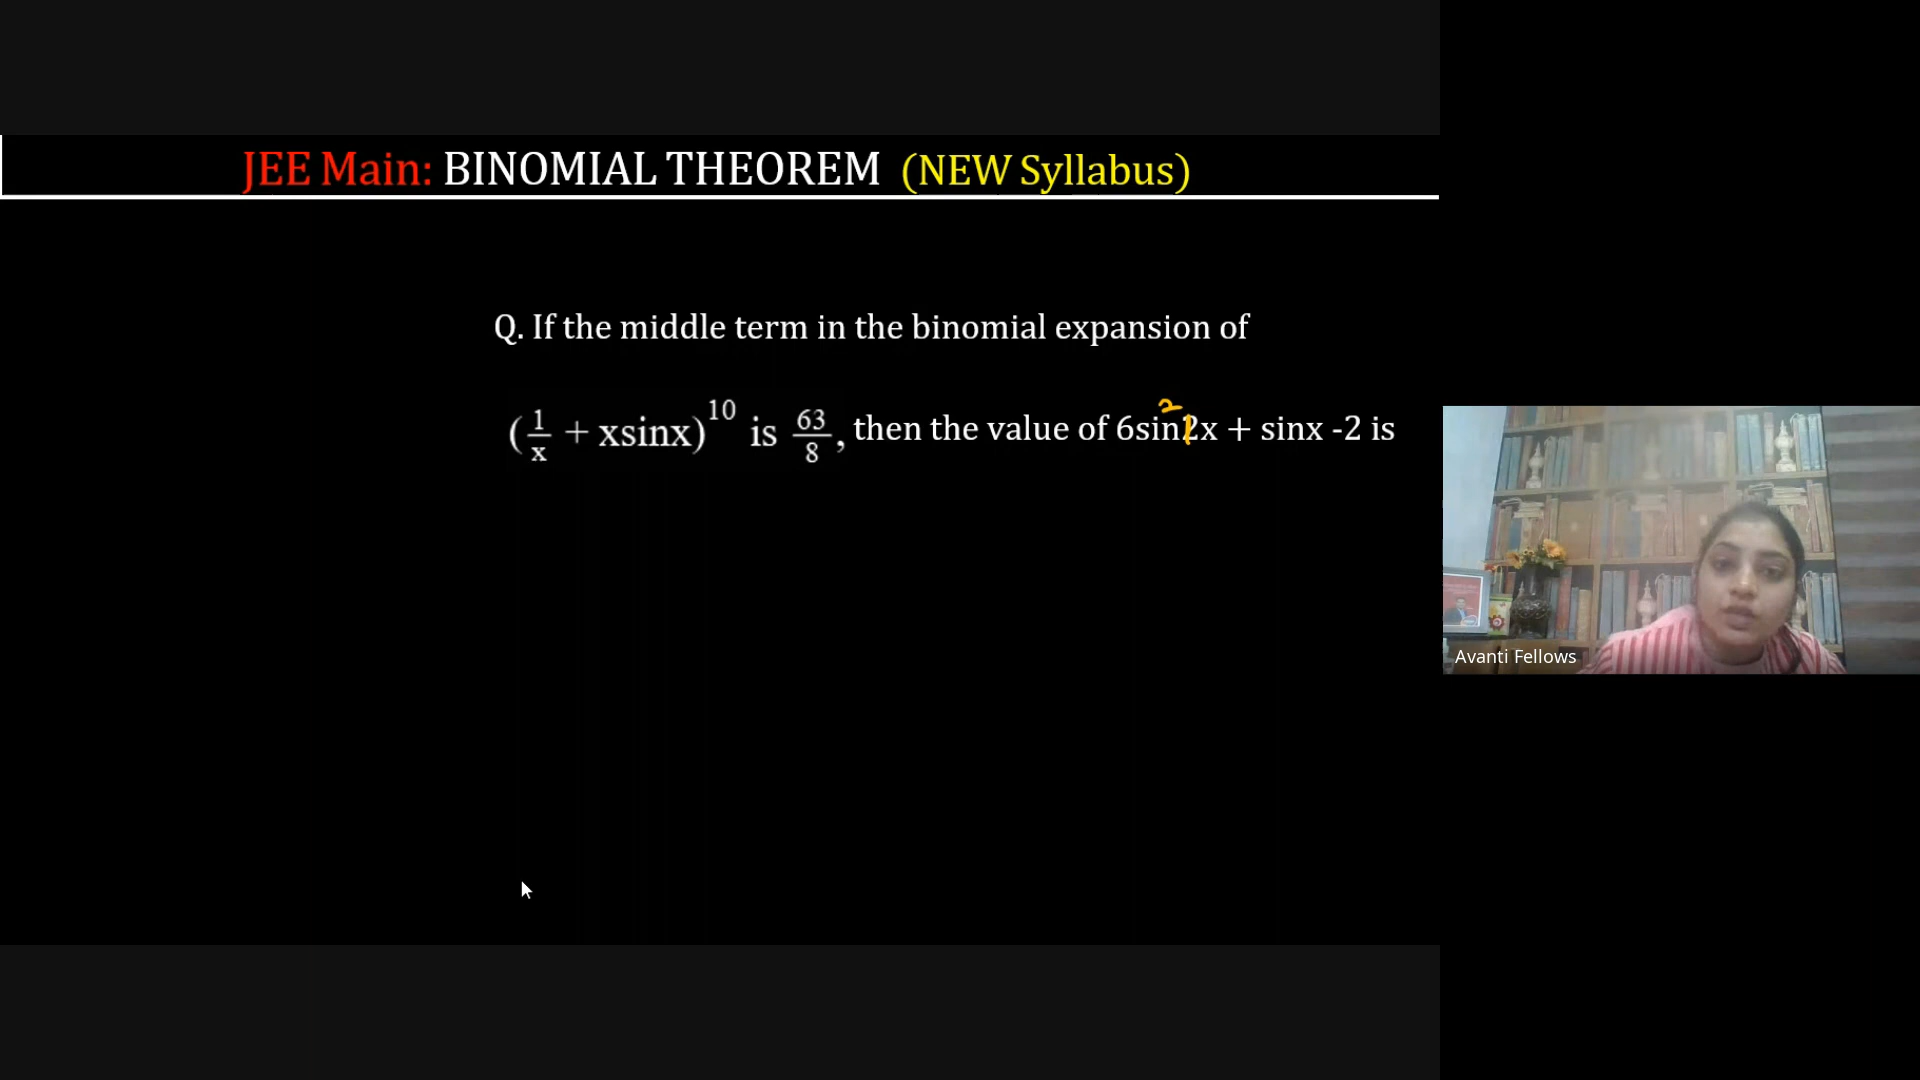 JEE Main: BINOMIAL THEOREM (NEW Syllabus)
Q. If the middle term in the binomial expansion of
(1/x + xsinx)^10 is 63/8, then the value of 6sin2x + sinx -2 is
2
Avanti Fellows